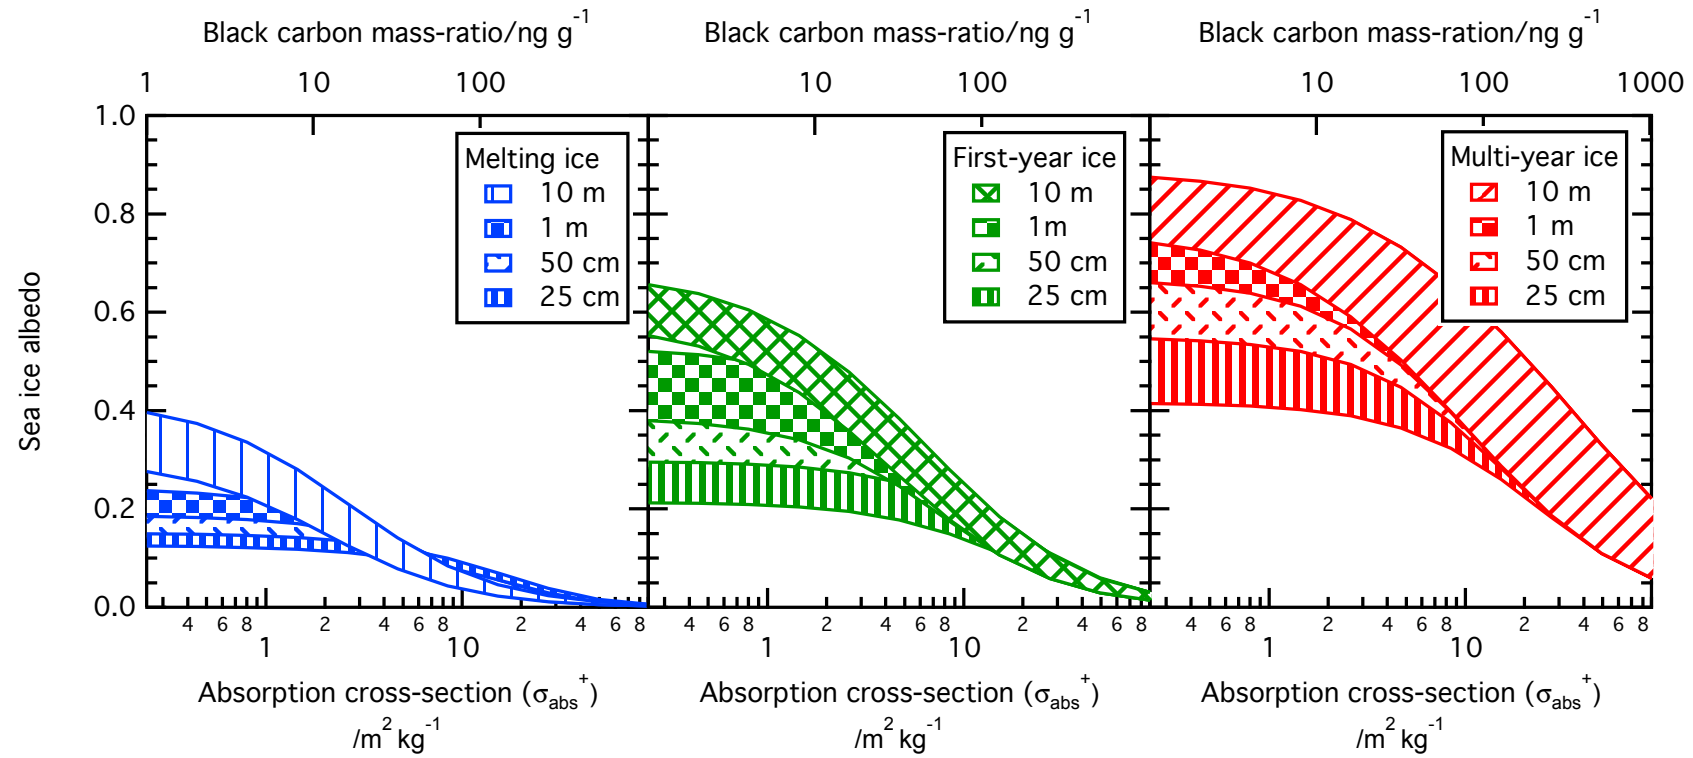 Black carbon mass-ratio/ng g⁻¹ Black carbon mass-ratio/ng g⁻¹ Black carbon mass-ration/ng g⁻¹
1 10 100 10 100 10 100 1000
1.0
0.8
0.6
0.4
0.2
0.0
Sea ice albedo
Melting ice
10 m
1 m
50 cm
25 cm
First-year ice
10 m
1m
50 cm
25 cm
Multi-year ice
10 m
1 m
50 cm
25 cm
4 6 8 2 4 6 8 2 4 6 8 4 6 8 2 4 6 8 2 4 6 8 4 6 8 2 4 6 8 2 4 6 8
1 10 1 10 1 10
Absorption cross-section (σabs⁺) Absorption cross-section (σabs⁺) Absorption cross-section (σabs⁺)
/m² kg⁻¹ /m² kg⁻¹ /m² kg⁻¹